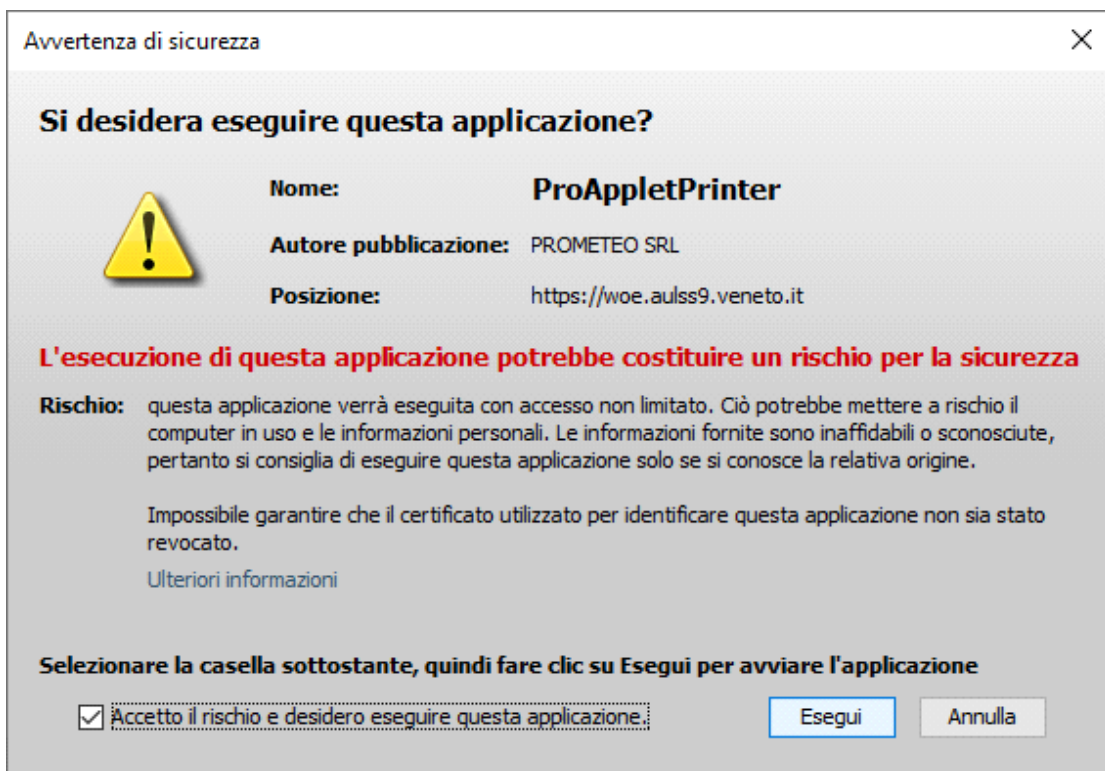 Avvertenza di sicurezza
Si desidera eseguire questa applicazione?
Nome: ProAppletPrinter
Autore pubblicazione: PROMETEO SRL
Posizione: https://woe.aulss9.veneto.it
L'esecuzione di questa applicazione potrebbe costituire un rischio per la sicurezza
Rischio: questa applicazione verrà eseguita con accesso non limitato. Ciò potrebbe mettere a rischio il
computer in uso e le informazioni personali. Le informazioni fornite sono inaffidabili o sconosciute,
pertanto si consiglia di eseguire questa applicazione solo se si conosce la relativa origine.
Impossibile garantire che il certificato utilizzato per identificare questa applicazione non sia stato
revocato.
Ulteriori informazioni
Selezionare la casella sottostante, quindi fare clic su Esegui per avviare l'applicazione
Accetto il rischio e desidero eseguire questa applicazione. Esegui Annulla